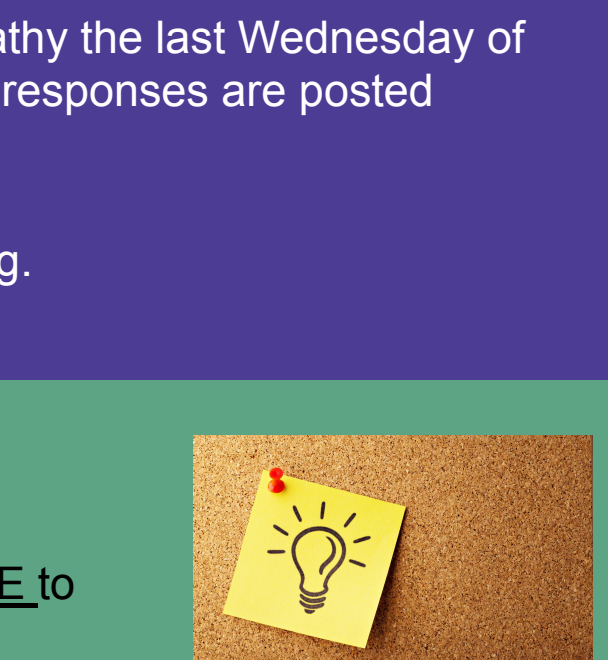 athy the last Wednesday of
responses are posted
g.
E to